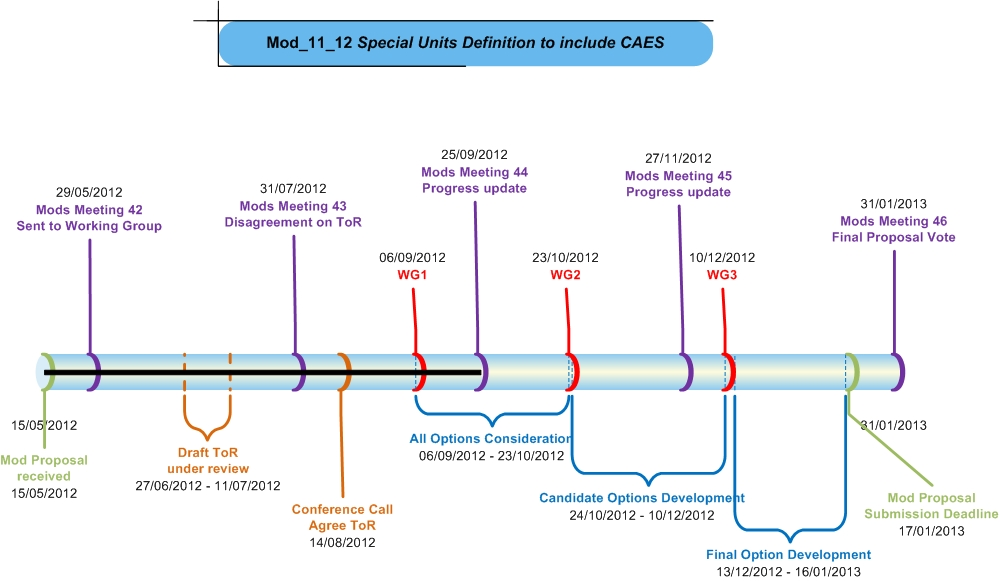 Mod_11_12 Special Units Definition to include CAES
25/09/2012
Mods Meeting 44
Progress update
27/11/2012
Mods Meeting 45
Progress update
29/05/2012
Mods Meeting 42
Sent to Working Group
31/07/2012
Mods Meeting 43
Disagreement on ToR
31/01/2013
Mods Meeting 46
Final Proposal Vote
06/09/2012
WG1
23/10/2012
WG2
10/12/2012
WG3
15/05/2012
31/01/2013
Mod Proposal
received
15/05/2012
Draft ToR
under review
27/06/2012 - 11/07/2012
Conference Call
Agree ToR
14/08/2012
All Options Consideration
06/09/2012 - 23/10/2012
Candidate Options Development
24/10/2012 - 10/12/2012
Final Option Development
13/12/2012 - 16/01/2013
Mod Proposal
Submission Deadline
17/01/2013